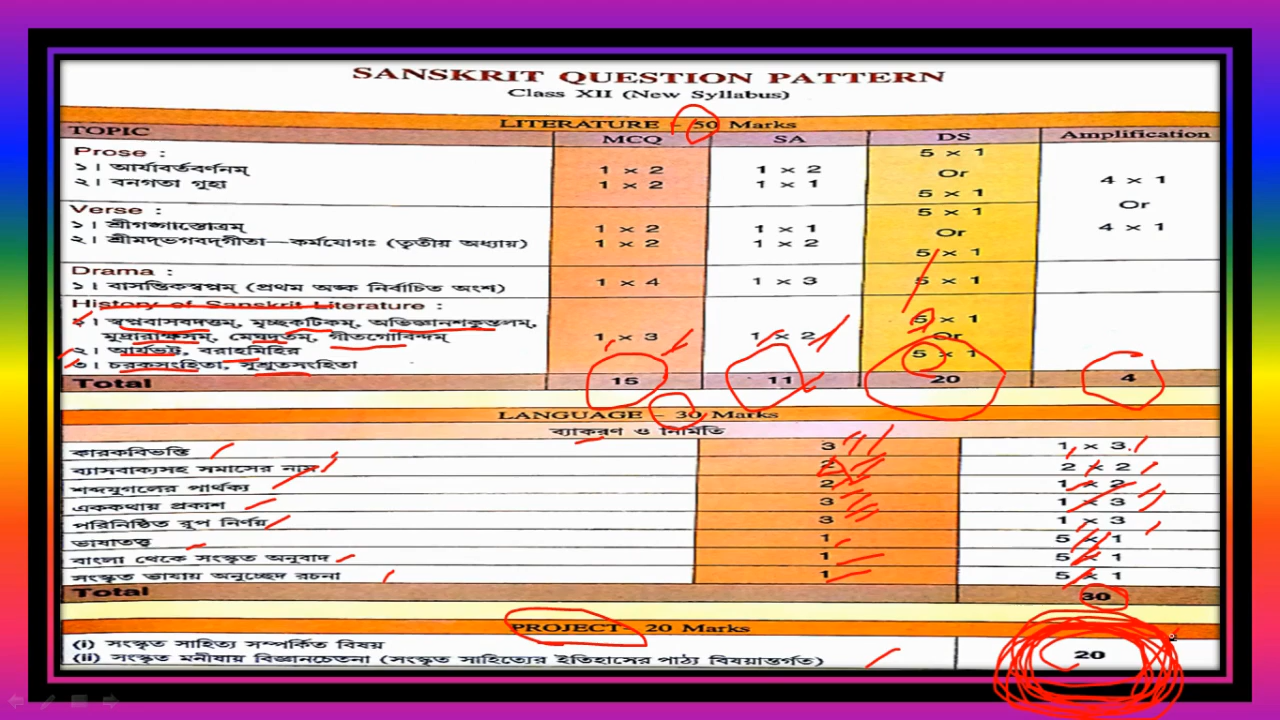 SANSKRIT QUESTION PATTERN
Class XII (New Syllabus)
LITERATURE - 50 Marks
TOPIC MCQ SA DS Amplification
Prose : 5 × 1
১। আর্যাবর্তবর্ণনম্ 1 × 2 1 × 2 Or 4 × 1
২। বনগতা গুহা 1 × 2 1 × 1 5 × 1 Or
Verse : 5 × 1 4 × 1
১। শ্রীগঙ্গাস্তোত্রম্ 1 × 2 1 × 1 Or
২। শ্রীমদ্‌ভগবদ্‌গীতা—কর্মযোগঃ (তৃতীয় অধ্যায়) 1 × 2 1 × 2 5 × 1
Drama :
১। বাসন্তিকস্বপ্নম্ (প্রথম অঙ্ক নির্বাচিত অংশ) 1 × 4 1 × 3 5 × 1
History of Sanskrit Literature :
১। স্বপ্নবাসবদত্তম্, মৃচ্ছকটিকম্, অভিজ্ঞানশকুন্তলম্, 5 × 1
মুদ্রারাক্ষসম্, মেঘদূতম্, গীতগোবিন্দম্ 1 × 3 1 × 2 Or
২। আর্যভট্ট, বরাহমিহির 5 × 1
৩। চরকসংহিতা, সুশ্রুতসংহিতা
Total 15 11 20 4
LANGUAGE - 30 Marks
ব্যাকরণ ও নির্মিতি
কারকবিভক্তি 3 1 × 3
ব্যাসবাক্যসহ সমাসের নাম 2 2 × 2
শব্দযুগলের পার্থক্য 2 1 × 2
এককথায় প্রকাশ 3 1 × 3
পরিনিষ্ঠিত রূপ নির্ণয় 3 1 × 3
ভাষাতত্ত্ব 1 5 × 1
বাংলা থেকে সংস্কৃত অনুবাদ 1 5 × 1
সংস্কৃত ভাষায় অনুচ্ছেদ রচনা 1 5 × 1
Total 30
PROJECT- 20 Marks
(i) সংস্কৃত সাহিত্য সম্পর্কিত বিষয়
(ii) সংস্কৃত মনীষায় বিজ্ঞানচেতনা (সংস্কৃত সাহিত্যের ইতিহাসের পাঠ্য বিষয়ান্তর্গত) 20